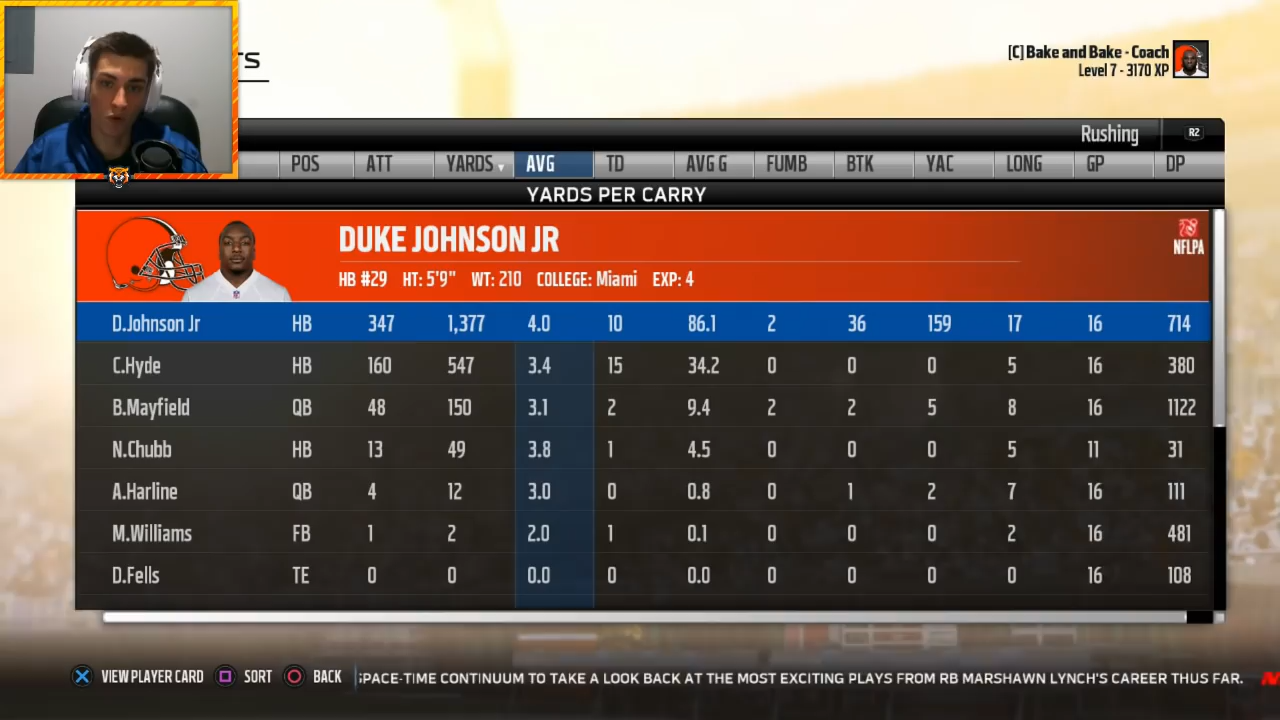 TS
[C] Bake and Bake - Coach
Level 7 - 3170 XP
Rushing R2
POS ATT YARDS AVG TD AVG G FUMB BTK YAC LONG GP DP
YARDS PER CARRY
DUKE JOHNSON JR
HB #29 HT: 5'9" WT: 210 COLLEGE: Miami EXP: 4
NFLPA
D.Johnson Jr HB 347 1,377 4.0 10 86.1 2 36 159 17 16 714
C.Hyde HB 160 547 3.4 15 34.2 0 0 0 5 16 380
B.Mayfield QB 48 150 3.1 2 9.4 2 2 5 8 16 1122
N.Chubb HB 13 49 3.8 1 4.5 0 0 0 5 11 31
A.Harline QB 4 12 3.0 0 0.8 0 1 2 7 16 111
M.Williams FB 1 2 2.0 1 0.1 0 0 0 2 16 481
D.Fells TE 0 0 0.0 0 0.0 0 0 0 0 16 108
VIEW PLAYER CARD SORT BACK SPACE-TIME CONTINUUM TO TAKE A LOOK BACK AT THE MOST EXCITING PLAYS FROM RB MARSHAWN LYNCH'S CAREER THUS FAR.